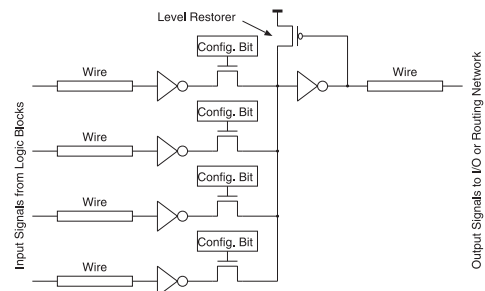 Level Restorer
Config. Bit
Wire
Wire
Config. Bit
Wire
Config. Bit
Wire
Config. Bit
Wire
Input Signals from Logic Blocks
Output Signals to I/O or Routing Network